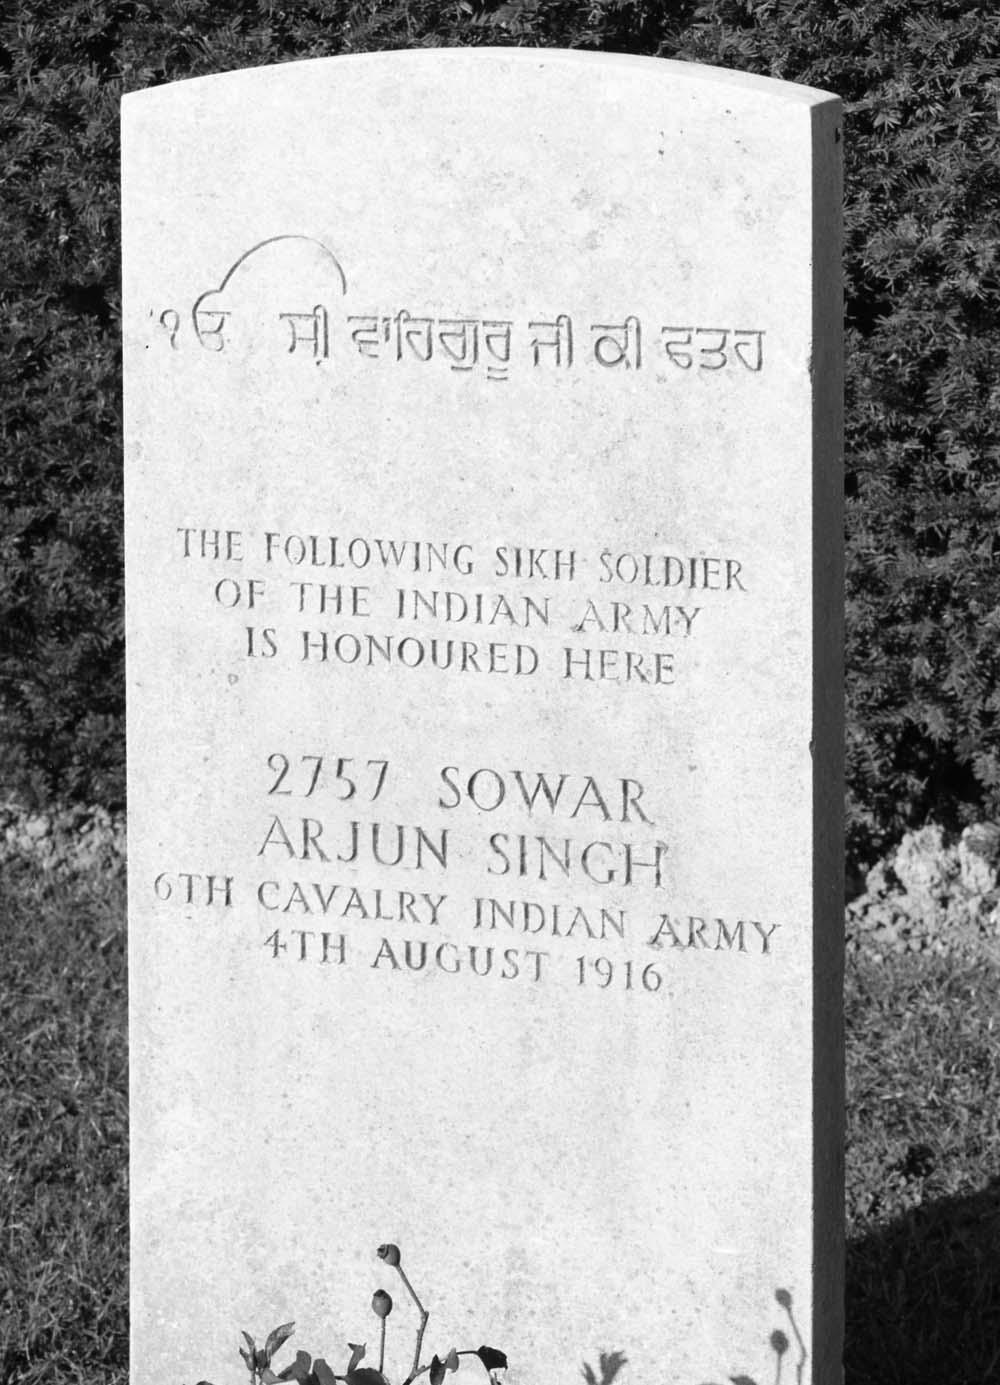 ੴ ਸ੍ਰੀ ਵਾਹਿਗੁਰੂ ਜੀ ਕੀ ਫਤਹ
THE FOLLOWING SIKH SOLDIER
OF THE INDIAN ARMY
IS HONOURED HERE
2757 SOWAR
ARJUN SINGH
6TH CAVALRY INDIAN ARMY
4TH AUGUST 1916